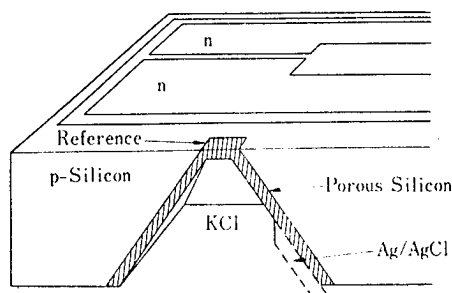 n
n
Reference
p-Silicon
Porous Silicon
KCl
Ag/AgCl